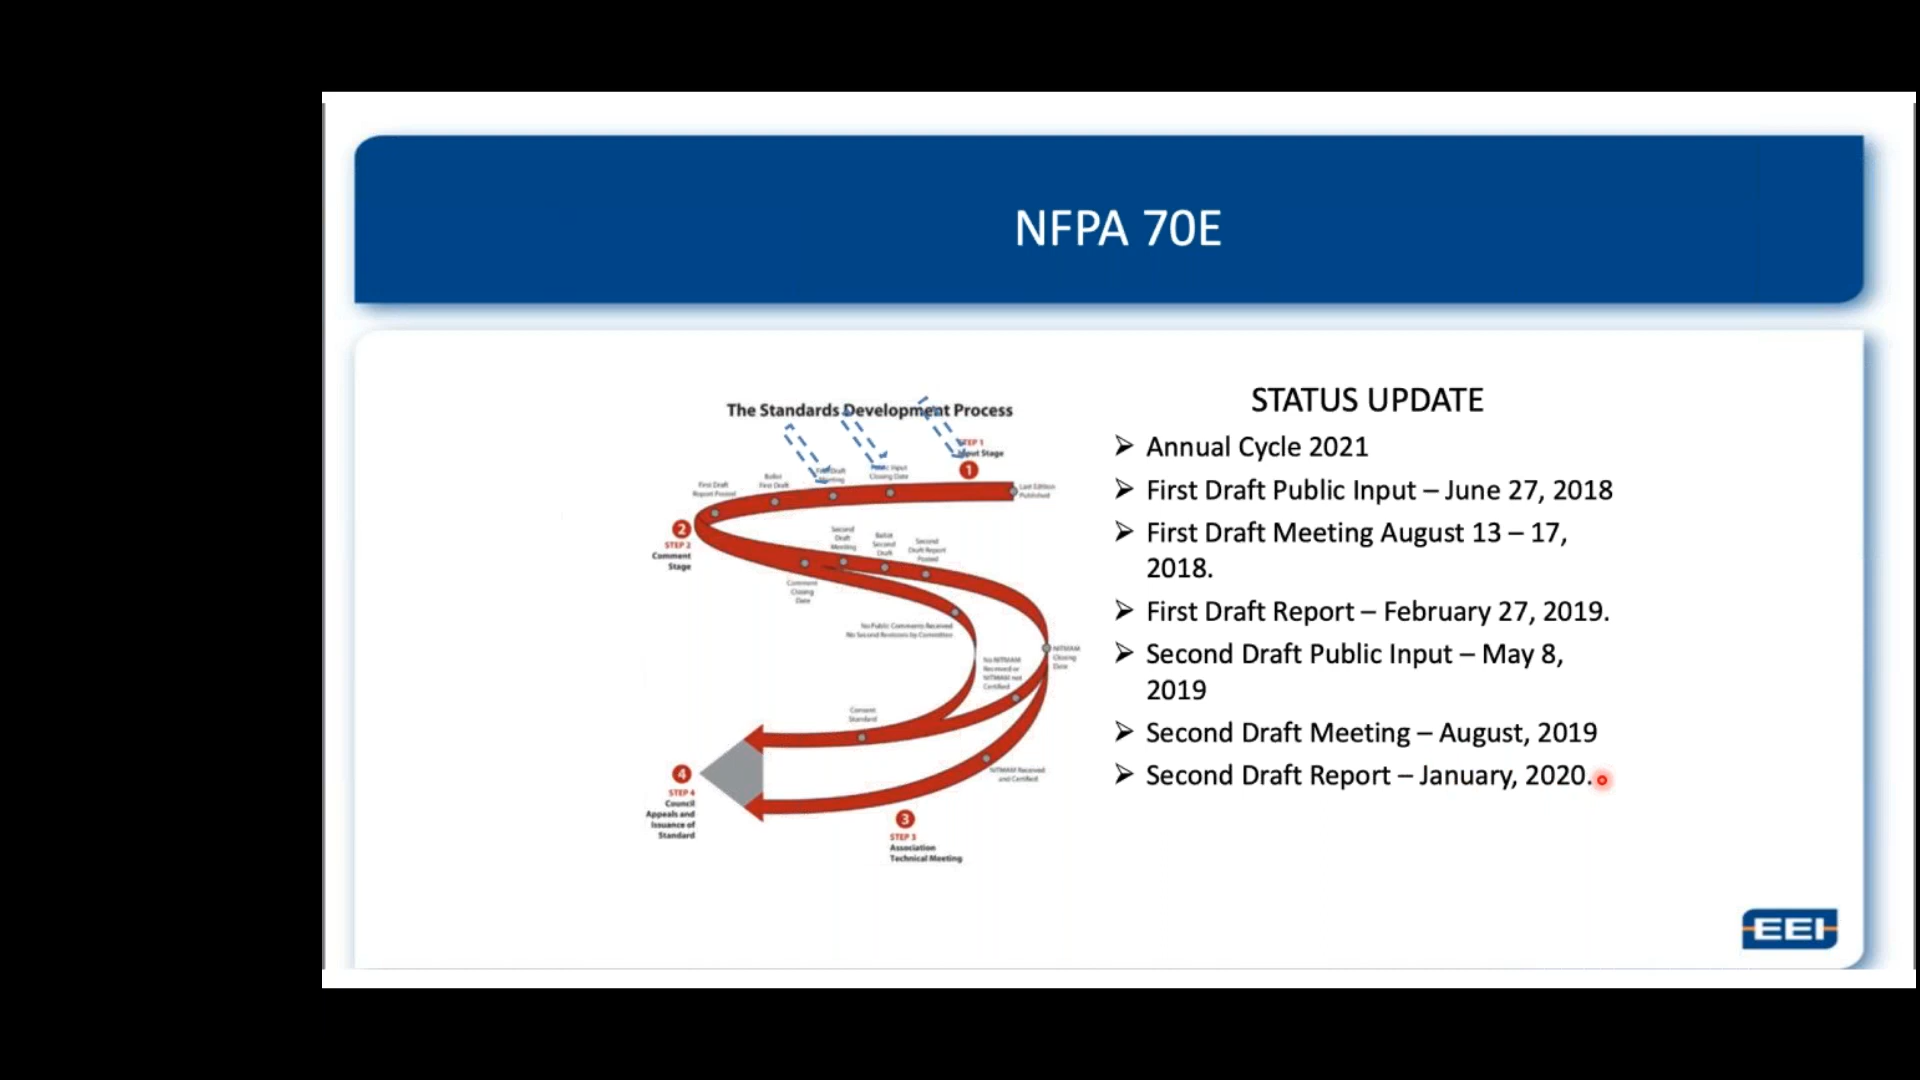 NFPA 70E
The Standards Development Process
STEP 1
Input Stage
1
First Draft
Report Posted
Ballot
First Draft
First Draft
Meeting
Public Input
Closing Date
Last Edition
Published
2
STEP 2
Comment
Stage
Second
Draft
Meeting
Ballot
Second
Draft
Second
Draft Report
Posted
Comment
Closing
Date
No Public Comments Received
No Second Revisions by Committee
NITMAM
Closing
Date
No NITMAM
Received or
NITMAM not
Certified
Consent
Standard
NITMAM Received
and Certified
4
STEP 4
Council
Appeals and
Issuance of
Standard
3
STEP 3
Association
Technical Meeting
STATUS UPDATE
➢ Annual Cycle 2021
➢ First Draft Public Input – June 27, 2018
➢ First Draft Meeting August 13 – 17,
2018.
➢ First Draft Report – February 27, 2019.
➢ Second Draft Public Input – May 8,
2019
➢ Second Draft Meeting – August, 2019
➢ Second Draft Report – January, 2020.
EEI